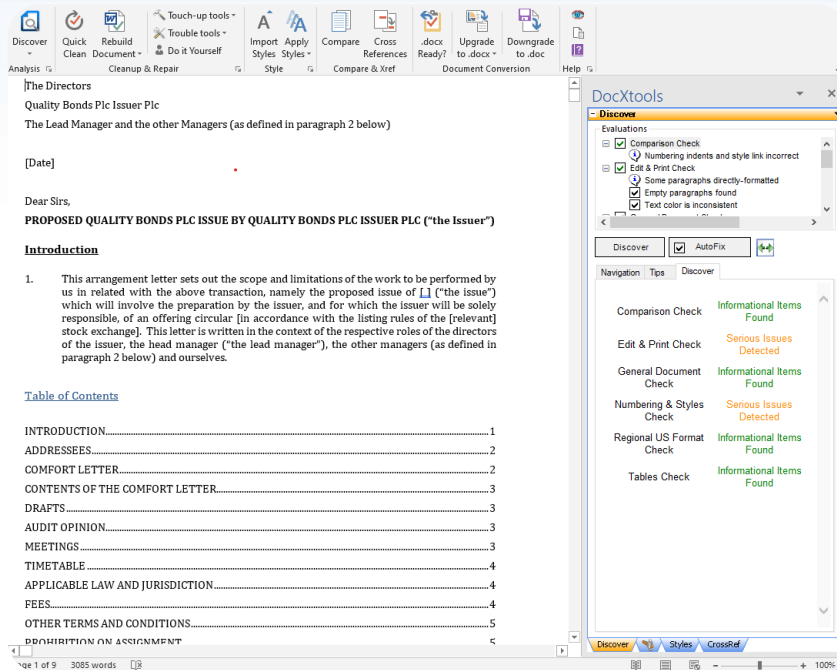 Discover
Quick Clean
Rebuild Document
Touch-up tools
Trouble tools
Do it Yourself
Import Styles
Apply Styles
Compare
Cross References
.docx Ready?
Upgrade to .docx
Downgrade to .doc
Analysis
Cleanup & Repair
Style
Compare & Xref
Document Conversion
Help
The Directors
Quality Bonds Plc Issuer Plc
The Lead Manager and the other Managers (as defined in paragraph 2 below)
[Date]
Dear Sirs,
PROPOSED QUALITY BONDS PLC ISSUE BY QUALITY BONDS PLC ISSUER PLC (“the Issuer”)
Introduction
1. This arrangement letter sets out the scope and limitations of the work to be performed by
us in related with the above transaction, namely the proposed issue of [ ] (“the issue”)
which will involve the preparation by the issuer, and for which the issuer will be solely
responsible, of an offering circular [in accordance with the listing rules of the [relevant]
stock exchange]. This letter is written in the context of the respective roles of the directors
of the issuer, the head manager (“the lead manager”), the other managers (as defined in
paragraph 2 below) and ourselves.
Table of Contents
INTRODUCTION 1
ADDRESSEES 2
COMFORT LETTER 2
CONTENTS OF THE COMFORT LETTER 3
DRAFTS 3
AUDIT OPINION 3
MEETINGS 3
TIMETABLE 4
APPLICABLE LAW AND JURISDICTION 4
FEES 4
OTHER TERMS AND CONDITIONS 5
PROHIBITION ON ASSIGNMENT 5
DocXtools
Discover
Evaluations
Comparison Check
Numbering indents and style link incorrect
Edit & Print Check
Some paragraphs directly-formatted
Empty paragraphs found
Text color is inconsistent
Discover
AutoFix
Navigation Tips Discover
Comparison Check Informational Items Found
Edit & Print Check Serious Issues Detected
General Document Check Informational Items Found
Numbering & Styles Check Serious Issues Detected
Regional US Format Check Informational Items Found
Tables Check Informational Items Found
Discover Styles CrossRef
age 1 of 9 3085 words
100%